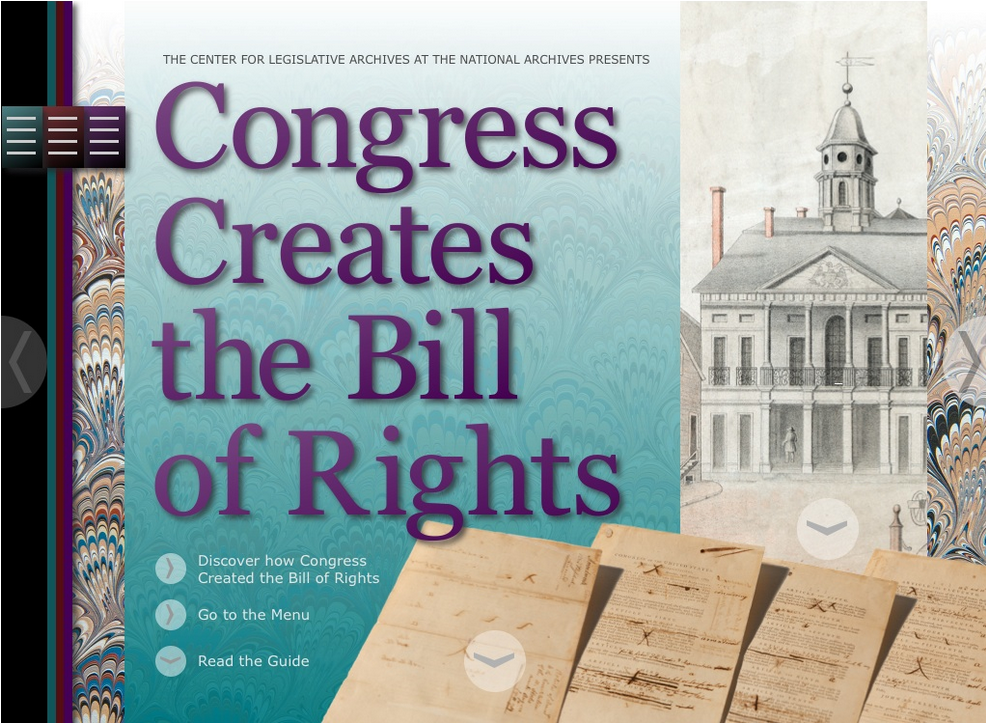 THE CENTER FOR LEGISLATIVE ARCHIVES AT THE NATIONAL ARCHIVES PRESENTS
Congress
Creates
the Bill
of Rights
Discover how Congress
Created the Bill of Rights
Go to the Menu
Read the Guide